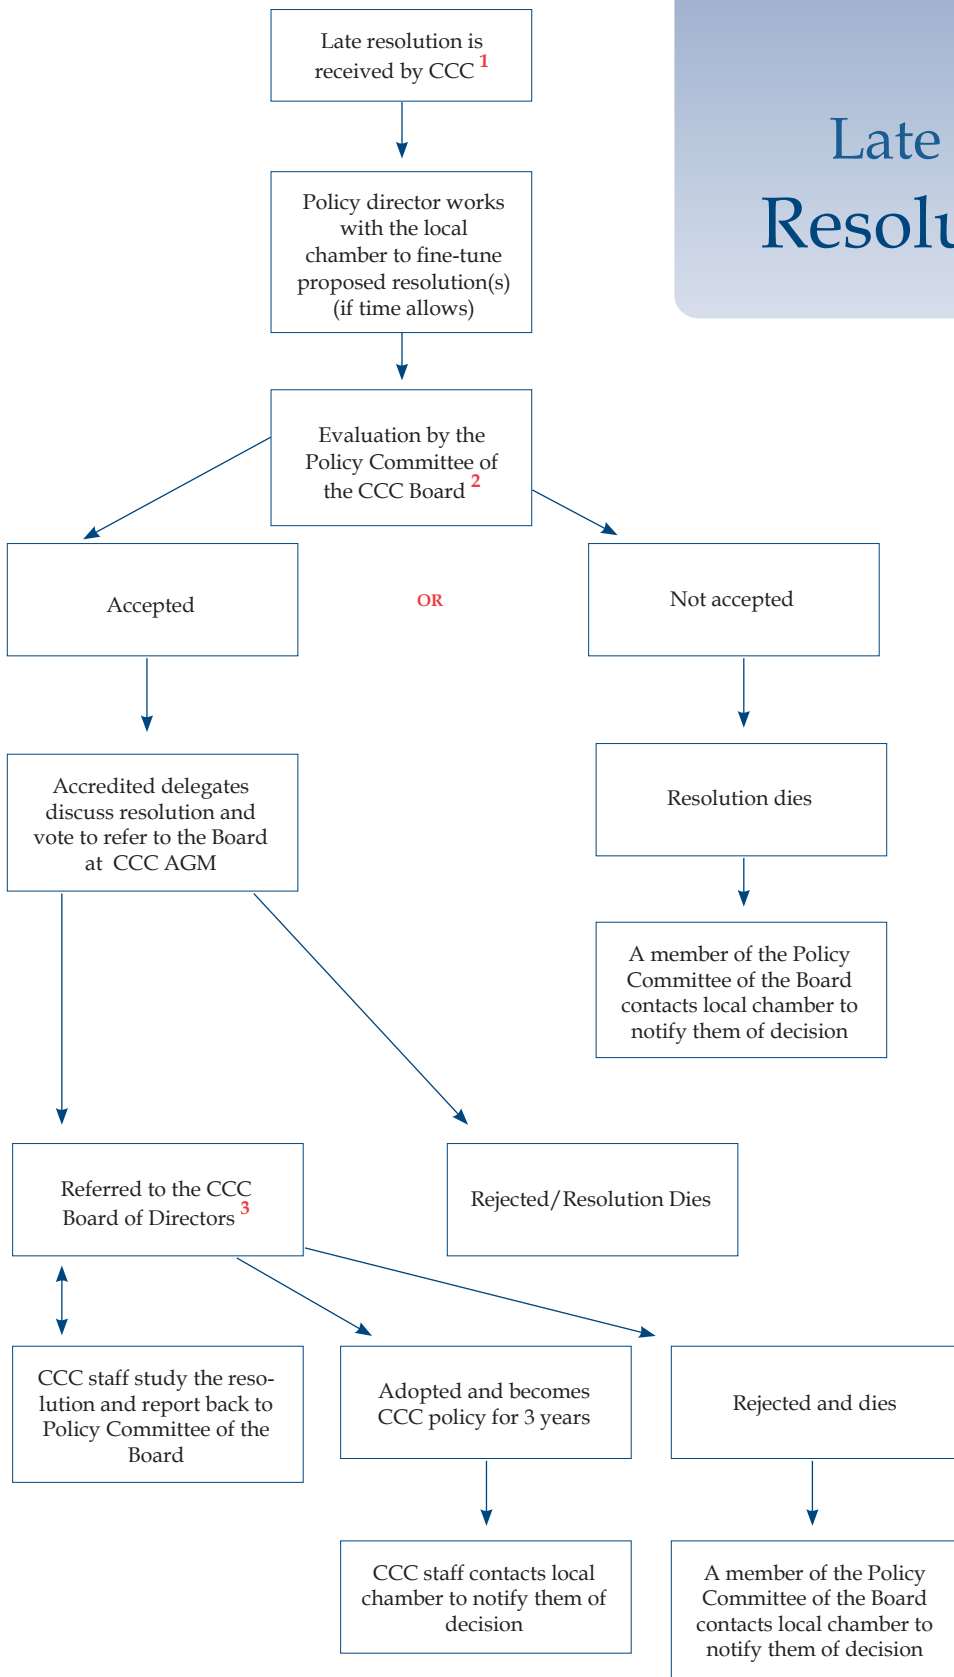 Late resolution is
received by CCC 1
Late
Policy director works
with the local
chamber to fine-tune
proposed resolution(s)
(if time allows)
Evaluation by the
Policy Committee of
the CCC Board 2
Accepted
OR
Not accepted
Accredited delegates
discuss resolution and
vote to refer to the Board
at CCC AGM
Resolution dies
A member of the Policy
Committee of the Board
contacts local chamber to
notify them of decision
Referred to the CCC
Board of Directors 3
Rejected/Resolution Dies
CCC staff study the reso-
lution and report back to
Policy Committee of the
Board
Adopted and becomes
CCC policy for 3 years
Rejected and dies
CCC staff contacts local
chamber to notify them of
decision
A member of the Policy
Committee of the Board
contacts local chamber to
notify them of decision